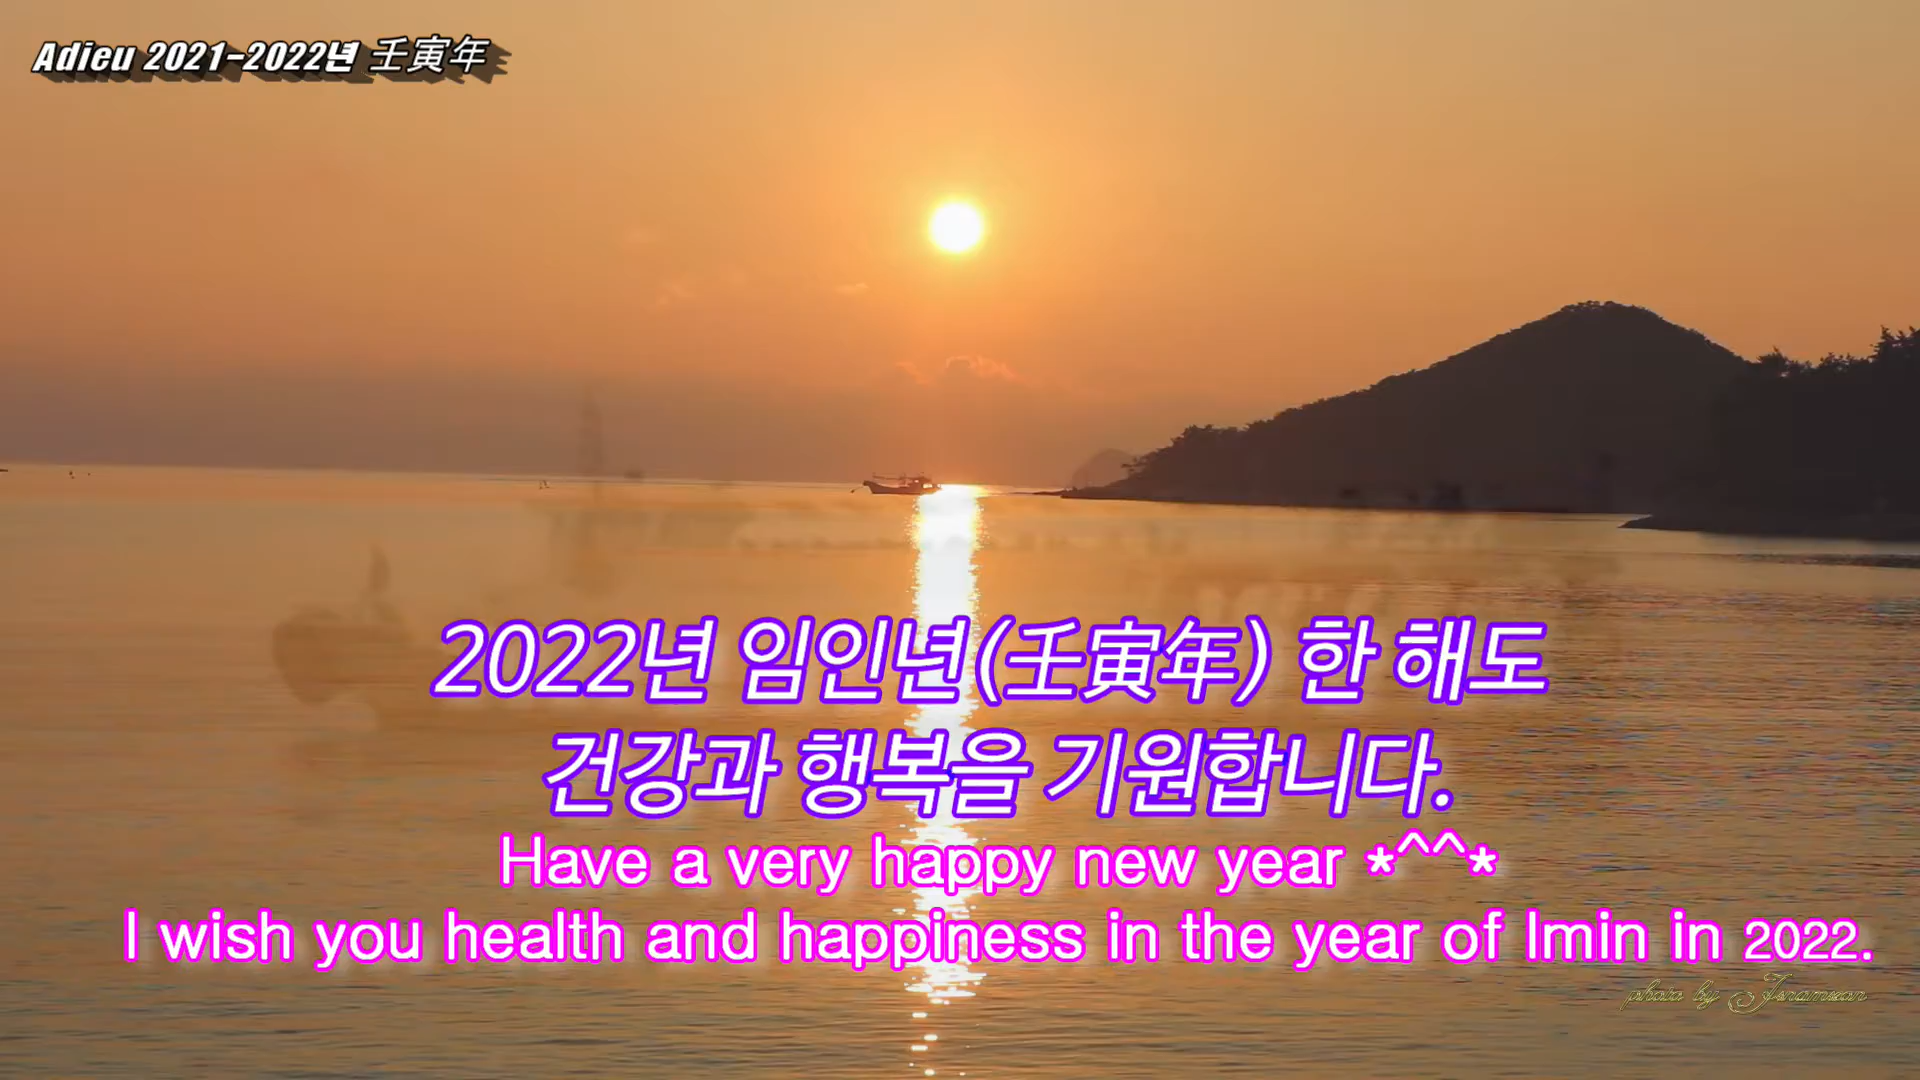 Adieu 2021-2022년 壬寅年
2022년 임인년(壬寅年) 한 해도
건강과 행복을 기원합니다.
Have a very happy new year *^^*
I wish you health and happiness in the year of Imin in 2022.
photo by Jsnamsan